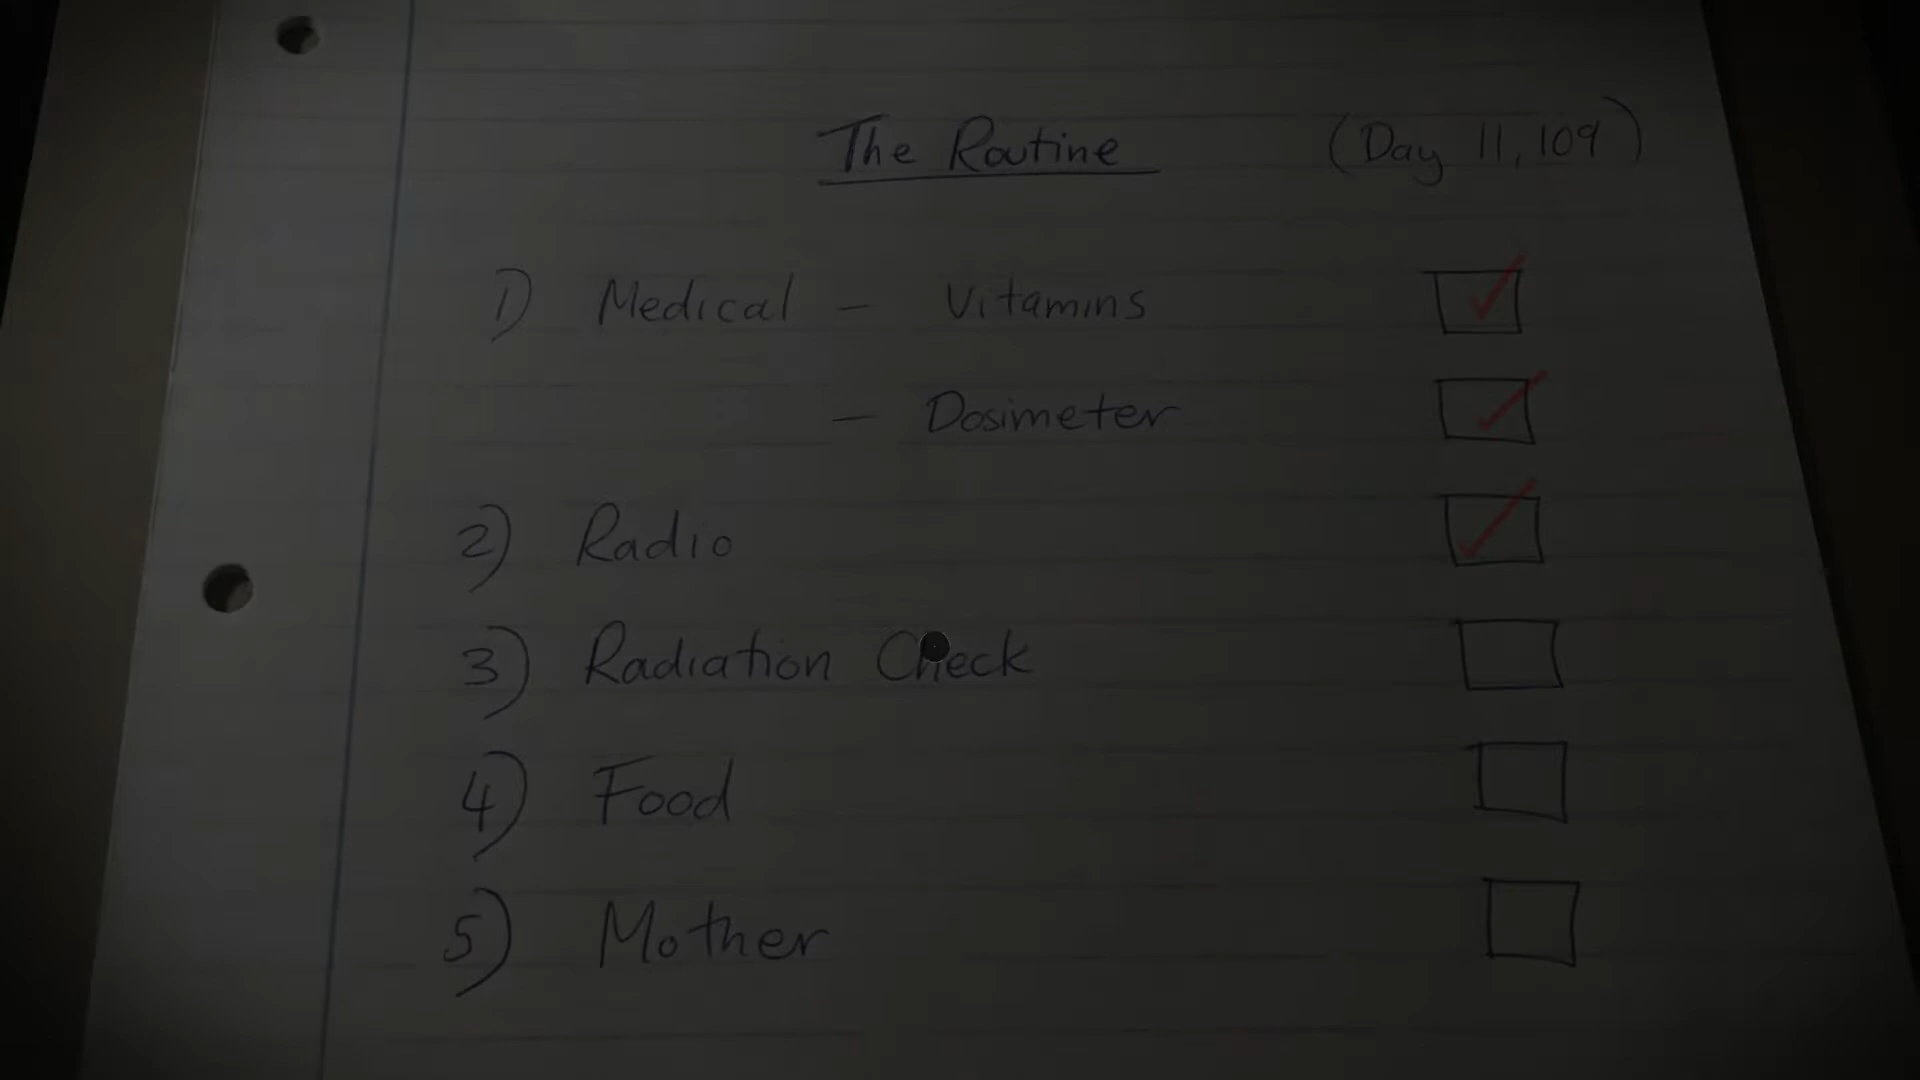 The Routine (Day 11,109)
1) Medical - Vitamins
- Dosimeter
2) Radio
3) Radiation Check
4) Food
5) Mother